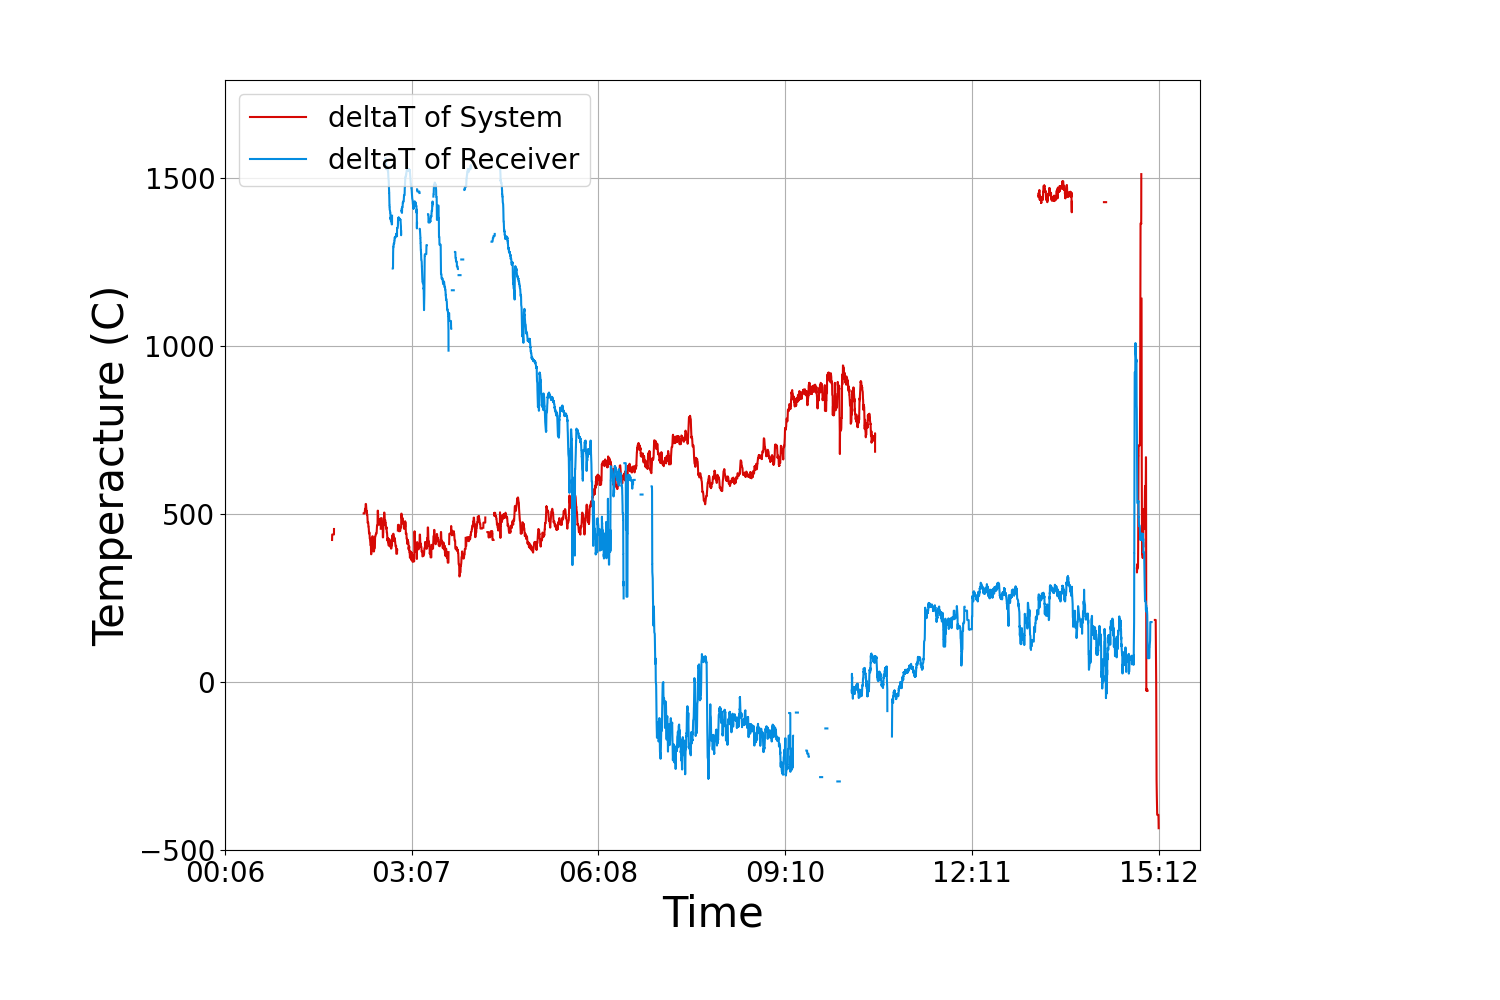 deltaT of System
deltaT of Receiver
1500
1000
500
0
−500
00:06 03:07 06:08 09:10 12:11 15:12
Time
Temperacture (C)